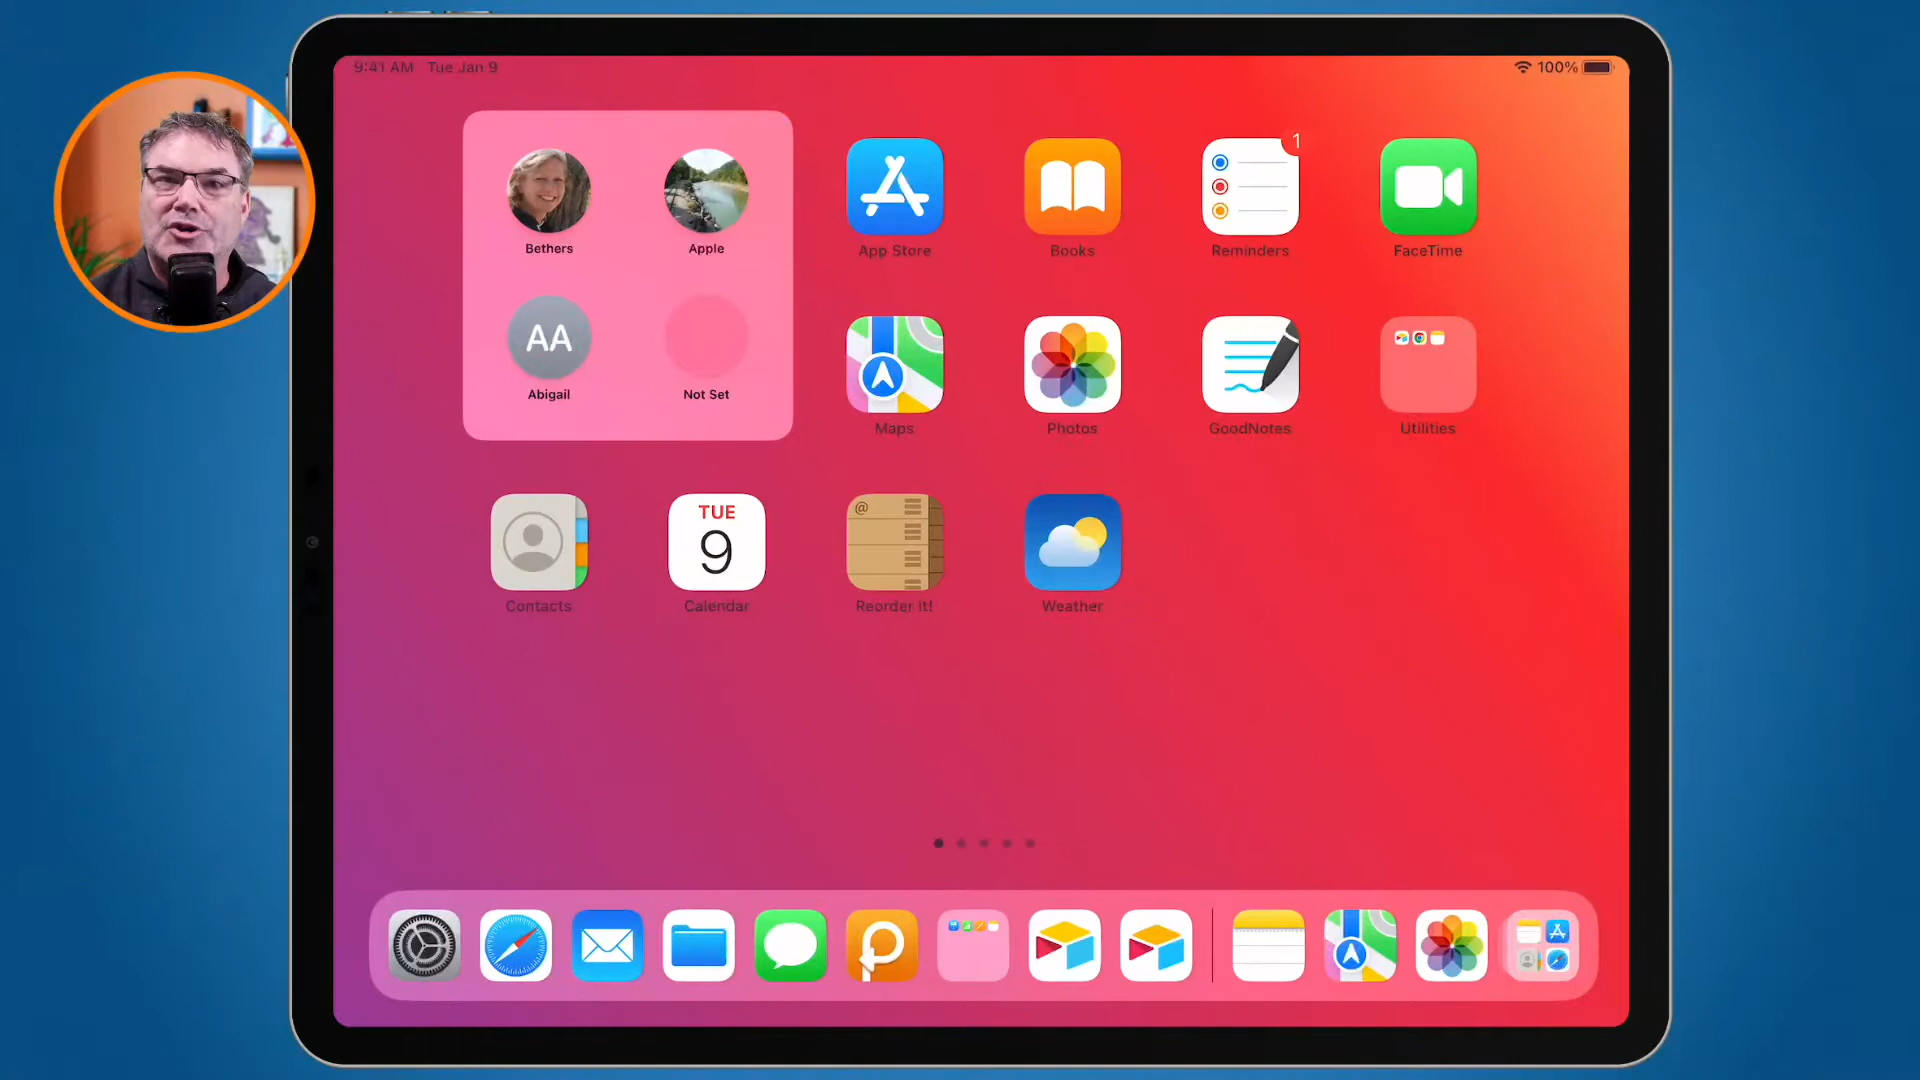 9:41 AM Tue Jan 9
100%
Bethers
Apple
App Store
Books
1
Reminders
FaceTime
AA
Abigail
Not Set
Maps
Photos
GoodNotes
Utilities
TUE
9
@
Contacts
Calendar
Reorder It!
Weather